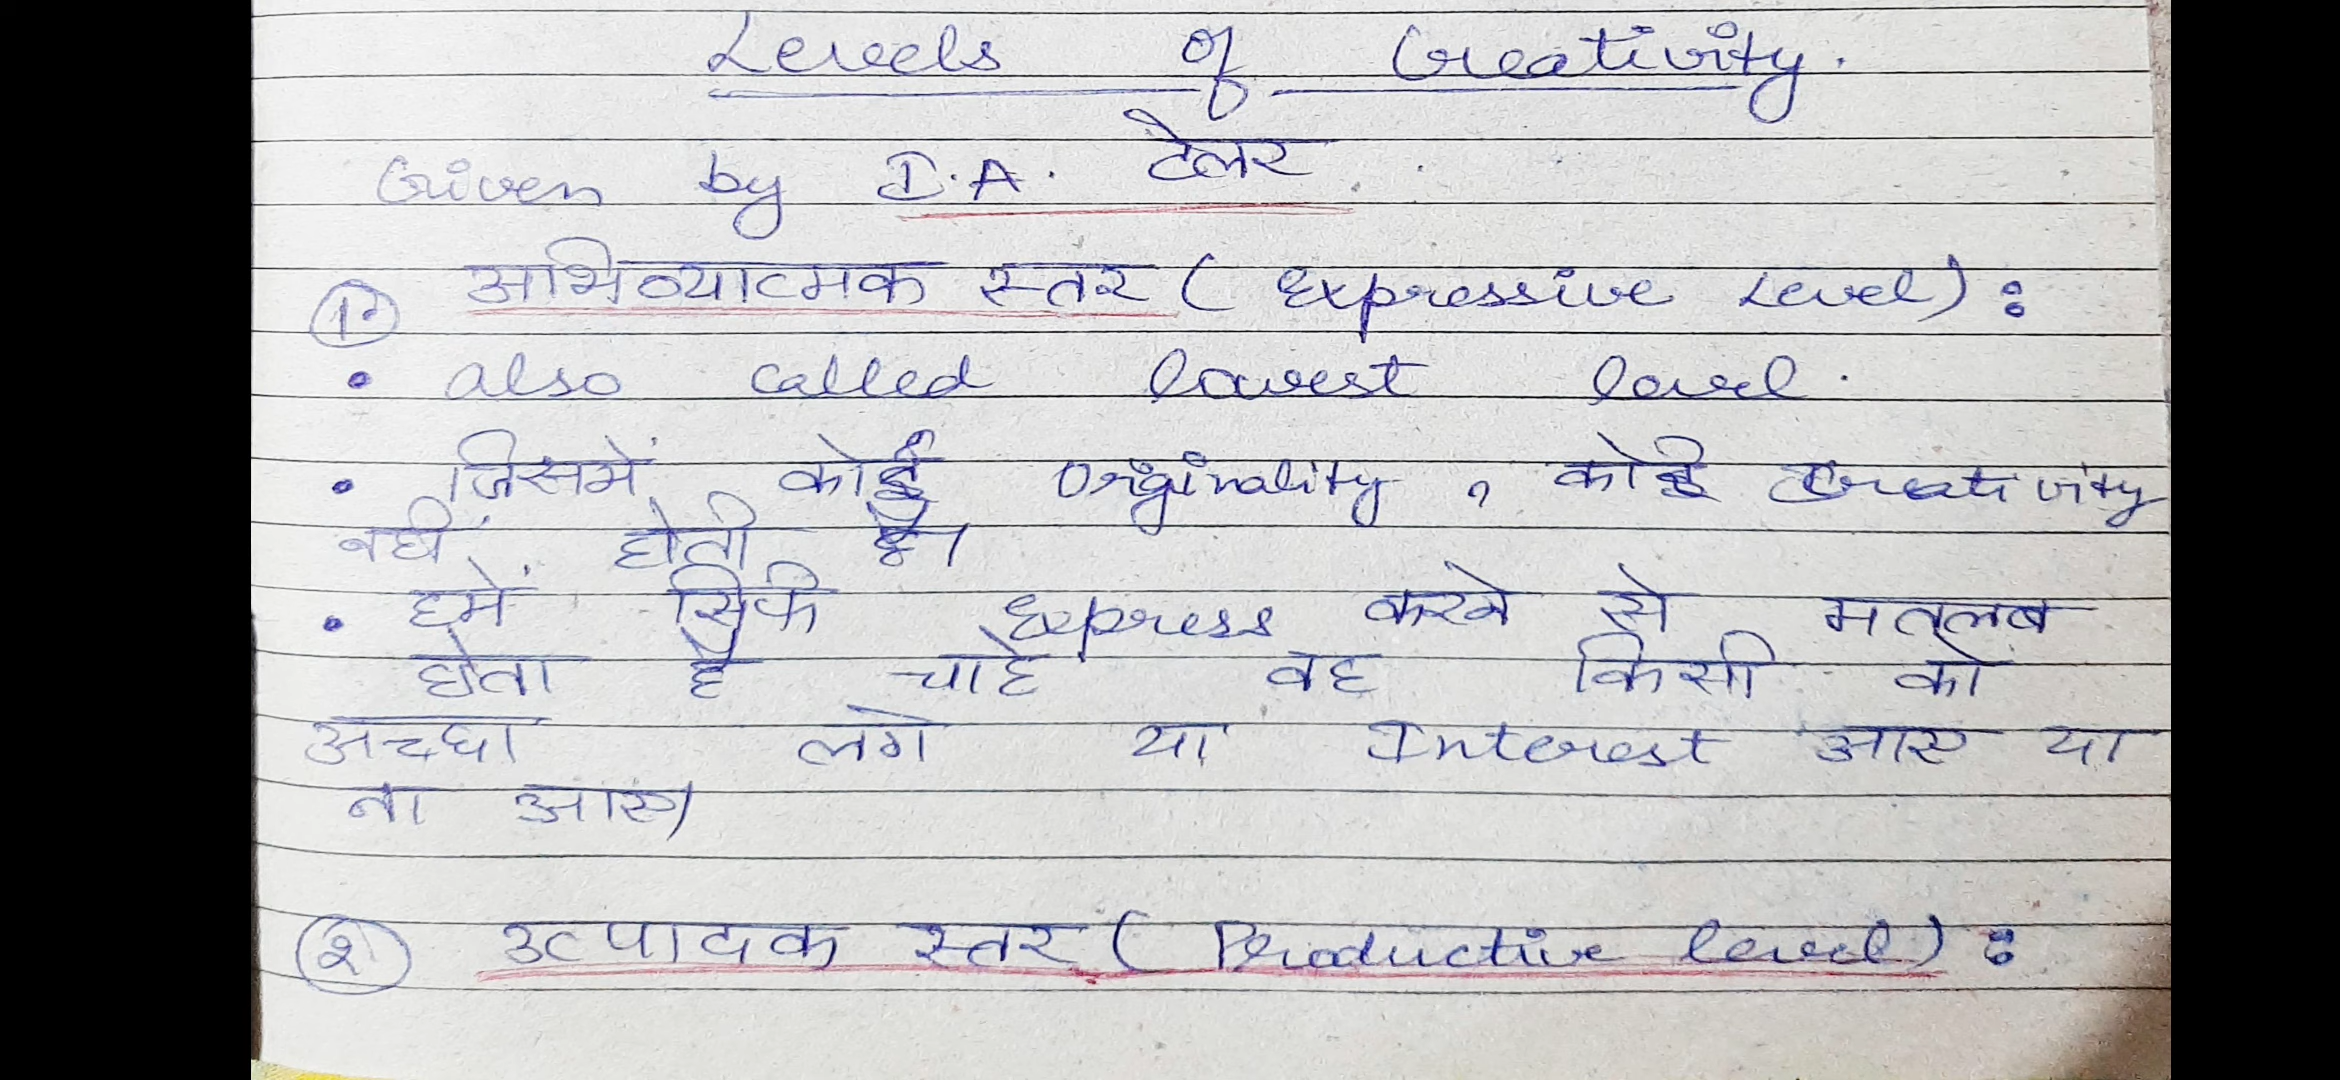 Levels of Creativity.
Given by I.A. टेलर
1. अभिव्यात्मक स्तर ( Expressive Level) :
• also called lowest level.
• जिसमें कोई Originality , कोई Creativity
नहीं होती है।
• हमें सिर्फ Express करने से मतलब
होता है चाहे वह किसी को
अच्छा लगे या Interest आए या
ना आए।
2. उत्पादक स्तर ( Productive level) :